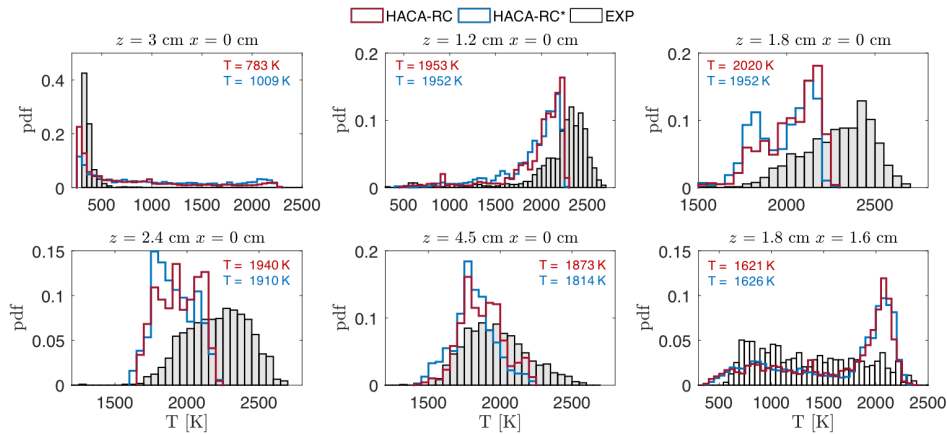 HACA-RC HACA-RC* EXP
z = 3 cm x = 0 cm
z = 1.2 cm x = 0 cm
z = 1.8 cm x = 0 cm
T = 783 K
T = 1009 K
pdf
0.4
0.2
0
500 1000 1500 2000 2500
T = 1953 K
T = 1952 K
pdf
0.2
0.1
0
500 1000 1500 2000 2500
T = 2020 K
T = 1952 K
pdf
0.2
0.1
0
1500 2000 2500
z = 2.4 cm x = 0 cm
z = 4.5 cm x = 0 cm
z = 1.8 cm x = 1.6 cm
T = 1940 K
T = 1910 K
pdf
0.15
0.1
0.05
0
1500 2000 2500
T [K]
T = 1873 K
T = 1814 K
pdf
0.2
0.1
0
1500 2000 2500
T [K]
T = 1621 K
T = 1626 K
pdf
0.15
0.1
0.05
0
500 1000 1500 2000 2500
T [K]